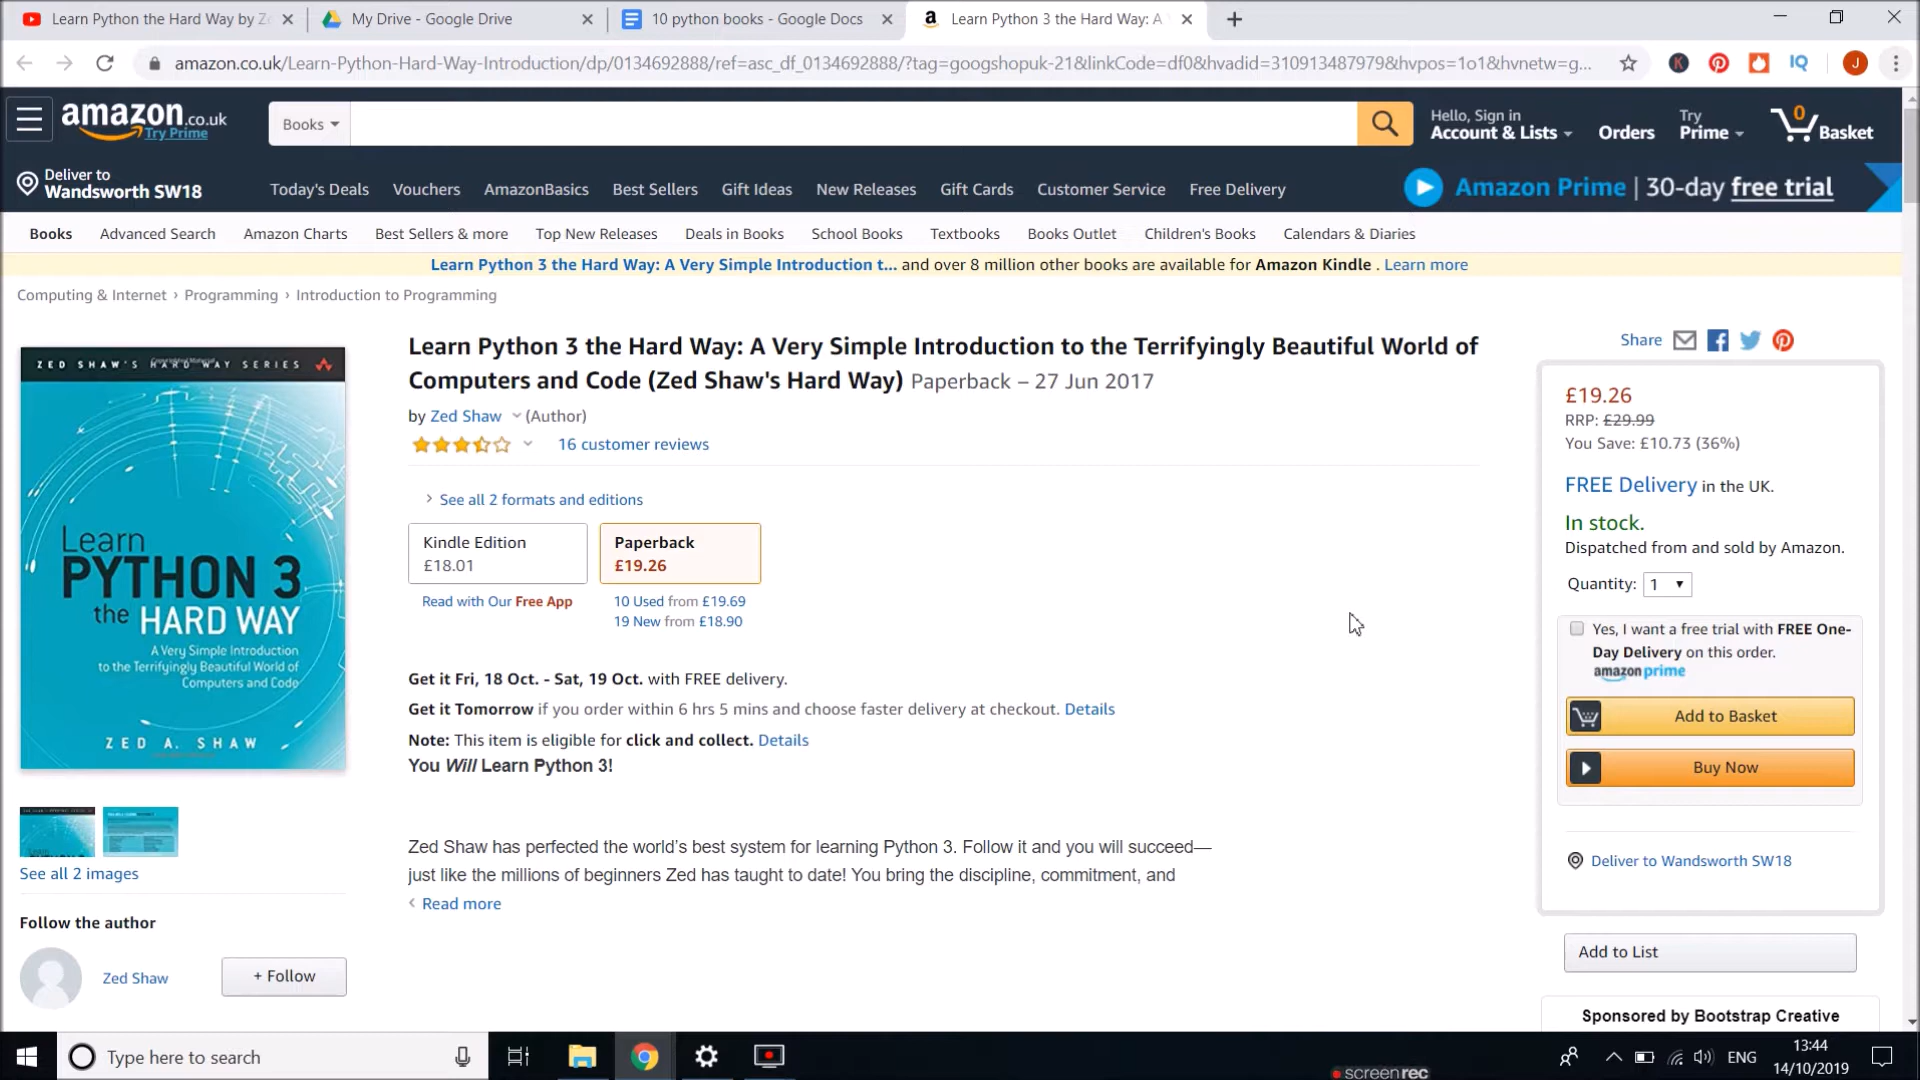 Learn Python the Hard Way by Ze
My Drive - Google Drive
10 python books - Google Docs
Learn Python 3 the Hard Way: A
amazon.co.uk/Learn-Python-Hard-Way-Introduction/dp/0134692888/ref=asc_df_0134692888/?tag=googshopuk-21&linkCode=df0&hvadid=310913487979&hvpos=1o1&hvnetw=g...
K
IQ
J
amazon.co.uk
Try Prime
Books
Hello, Sign in
Account & Lists
Orders
Try
Prime
0
Basket
Deliver to
Wandsworth SW18
Today's Deals Vouchers AmazonBasics Best Sellers Gift Ideas New Releases Gift Cards Customer Service Free Delivery
Amazon Prime | 30-day free trial
Books Advanced Search Amazon Charts Best Sellers & more Top New Releases Deals in Books School Books Textbooks Books Outlet Children's Books Calendars & Diaries
Learn Python 3 the Hard Way: A Very Simple Introduction t... and over 8 million other books are available for Amazon Kindle . Learn more
Computing & Internet › Programming › Introduction to Programming
ZED SHAW'S HARD WAY SERIES
Learn
PYTHON 3
the HARD WAY
A Very Simple Introduction
to the Terrifyingly Beautiful World of
Computers and Code
ZED A. SHAW
See all 2 images
Follow the author
Zed Shaw
+ Follow
Learn Python 3 the Hard Way: A Very Simple Introduction to the Terrifyingly Beautiful World of
Computers and Code (Zed Shaw's Hard Way) Paperback – 27 Jun 2017
by Zed Shaw (Author)
16 customer reviews
See all 2 formats and editions
Kindle Edition
£18.01
Read with Our Free App
Paperback
£19.26
10 Used from £19.69
19 New from £18.90
Get it Fri, 18 Oct. - Sat, 19 Oct. with FREE delivery.
Get it Tomorrow if you order within 6 hrs 5 mins and choose faster delivery at checkout. Details
Note: This item is eligible for click and collect. Details
You Will Learn Python 3!
Zed Shaw has perfected the world’s best system for learning Python 3. Follow it and you will succeed—
just like the millions of beginners Zed has taught to date! You bring the discipline, commitment, and
Read more
Share
£19.26
RRP: £29.99
You Save: £10.73 (36%)
FREE Delivery in the UK.
In stock.
Dispatched from and sold by Amazon.
Quantity: 1
Yes, I want a free trial with FREE One-
Day Delivery on this order.
amazon prime
Add to Basket
Buy Now
Deliver to Wandsworth SW18
Add to List
Sponsored by Bootstrap Creative
Type here to search
screenrec
ENG
13:44
14/10/2019